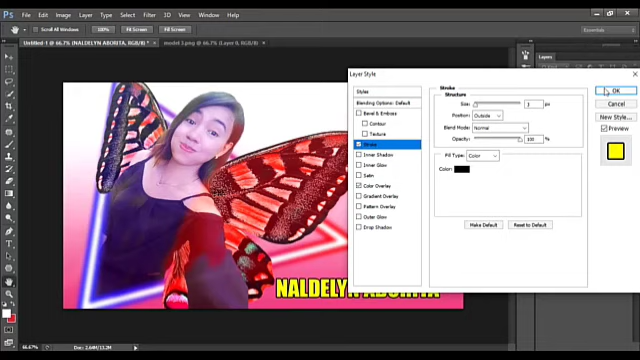 Ps File Edit Image Layer Type Select Filter 3D View Window Help
Scroll All Windows 100% Fit Screen Fill Screen Essentials
Untitled-1 @ 66.7% (NALDELYN ABORITA, RGB/8) * × model 3.png @ 66.7% (Layer 0, RGB/8) ×
Layers
Layer Style
Styles
Blending Options: Default
Bevel & Emboss
Contour
Texture
Stroke
Inner Shadow
Inner Glow
Satin
Color Overlay
Gradient Overlay
Pattern Overlay
Outer Glow
Drop Shadow
Stroke
Structure
Size: 3 px
Position: Outside
Blend Mode: Normal
Opacity: 100 %
Fill Type: Color
Color:
Make Default Reset to Default
OK
Cancel
New Style...
Preview
NALDELYN ABORITA
66.67% Doc: 2.64M/13.2M